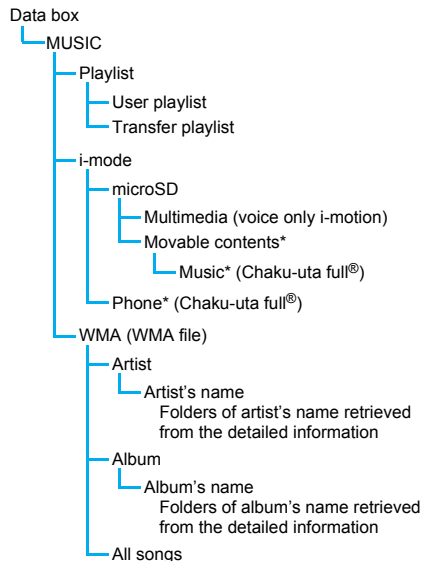 Data box
MUSIC
Playlist
User playlist
Transfer playlist
i-mode
microSD
Multimedia (voice only i-motion)
Movable contents*
Music* (Chaku-uta full®)
Phone* (Chaku-uta full®)
WMA (WMA file)
Artist
Artist's name
Folders of artist's name retrieved
from the detailed information
Album
Album's name
Folders of album's name retrieved
from the detailed information
All songs